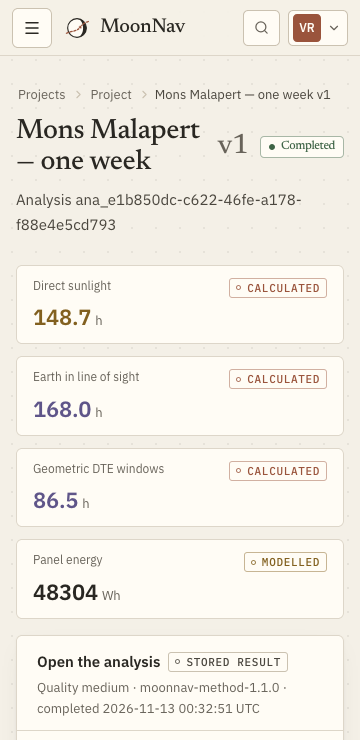 MoonNav
VR
Projects > Project > Mons Malapert — one week v1
Mons Malapert
— one week
v1
Completed
Analysis ana_e1b850dc-c622-46fe-a178-
f88e4e5cd793
Direct sunlight
CALCULATED
148.7 h
Earth in line of sight
CALCULATED
168.0 h
Geometric DTE windows
CALCULATED
86.5 h
Panel energy
MODELLED
48304 Wh
Open the analysis
STORED RESULT
Quality medium · moonnav-method-1.1.0 ·
completed 2026-11-13 00:32:51 UTC